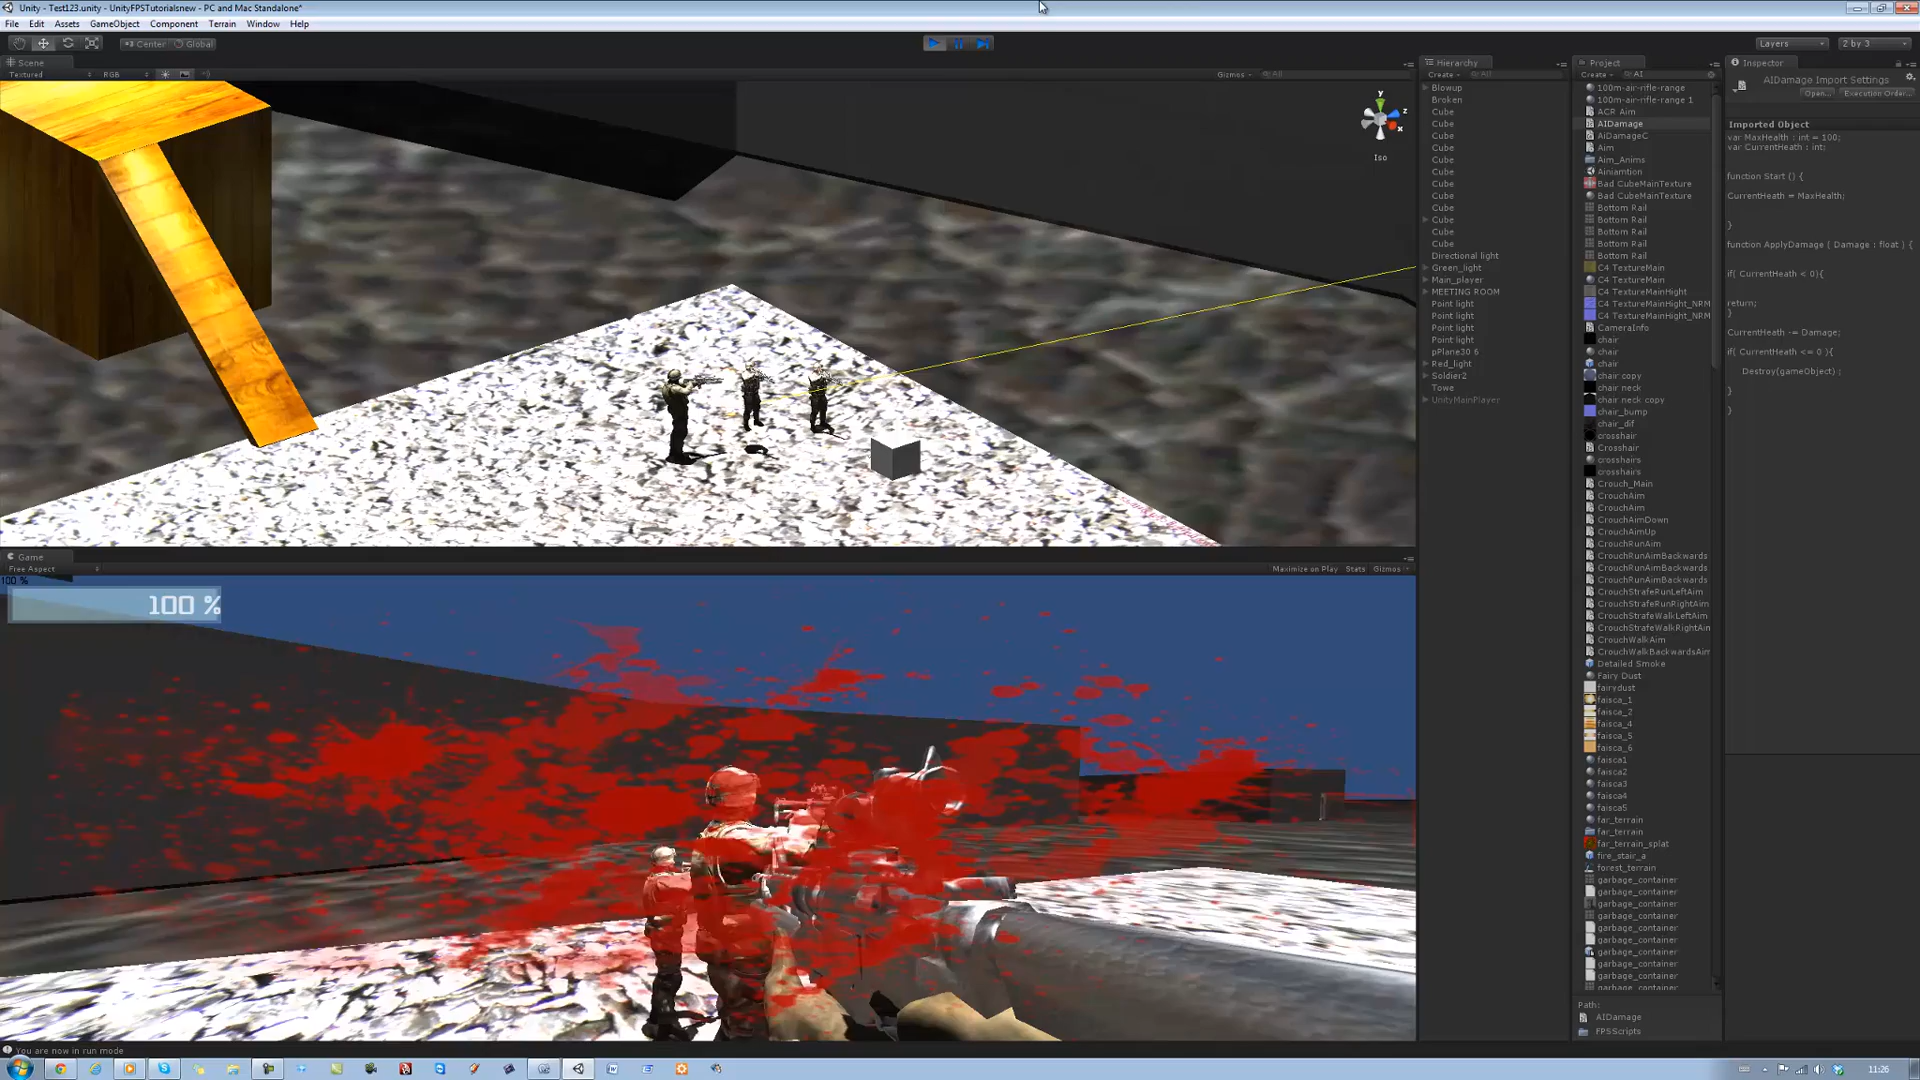 Unity - Test123.unity - UnityFPSTutorialsnew - PC and Mac Standalone*
File Edit Assets GameObject Component Terrain Window Help
Center Global
Layers 2 by 3
Scene
Textured RGB
Gizmos All
y
z
x
Iso
Game
Free Aspect
Maximize on Play Stats Gizmos
100 %
100 %
You are now in run mode
Hierarchy
Create All
Blowup
Broken
Cube
Cube
Cube
Cube
Cube
Cube
Cube
Cube
Cube
Cube
Cube
Cube
Directional light
Green_light
Main_player
MEETING ROOM
Point light
Point light
Point light
Point light
pPlane30 6
Red_light
Soldier2
Towe
UnityMainPlayer
Project
Create AI
100m-air-rifle-range
100m-air-rifle-range 1
ACR Aim
AIDamage
AiDamageC
Aim
Aim_Anims
Ainiamtion
Bad CubeMainTexture
Bad CubeMainTexture
Bottom Rail
Bottom Rail
Bottom Rail
Bottom Rail
Bottom Rail
C4 TextureMain
C4 TextureMain
C4 TextureMainHight
C4 TextureMainHight_NRM
C4 TextureMainHight_NRM
CameraInfo
chair
chair
chair
chair copy
chair neck
chair neck copy
chair_bump
chair_dif
crosshair
Crosshair
crosshairs
crosshairs
Crouch_Main
CrouchAim
CrouchAim
CrouchAimDown
CrouchAimUp
CrouchRunAim
CrouchRunAimBackwards
CrouchRunAimBackwards
CrouchRunAimBackwards
CrouchStrafeRunLeftAim
CrouchStrafeRunRightAim
CrouchStrafeWalkLeftAim
CrouchStrafeWalkRightAim
CrouchWalkAim
CrouchWalkBackwardsAim
Detailed Smoke
Fairy Dust
fairydust
faisca_1
faisca_2
faisca_4
faisca_5
faisca_6
faisca1
faisca2
faisca3
faisca4
faisca5
far_terrain
far_terrain
far_terrain_splat
fire_stair_a
forest_terrain
garbage_container
garbage_container
garbage_container
garbage_container
garbage_container
garbage_container
garbage_container
garbage_container
garbage_container
garbage_container
Path:
AIDamage
FPSScripts
Inspector
AIDamage Import Settings
Open... Execution Order...
Imported Object
var MaxHealth : int = 100;
var CurrentHeath : int;
function Start () {
CurrentHeath = MaxHealth;
}
function ApplyDamage ( Damage : float ) {
if( CurrentHeath < 0){
return;
}
CurrentHeath -= Damage;
if( CurrentHeath <= 0 ){
Destroy(gameObject) ;
}
}
11:26